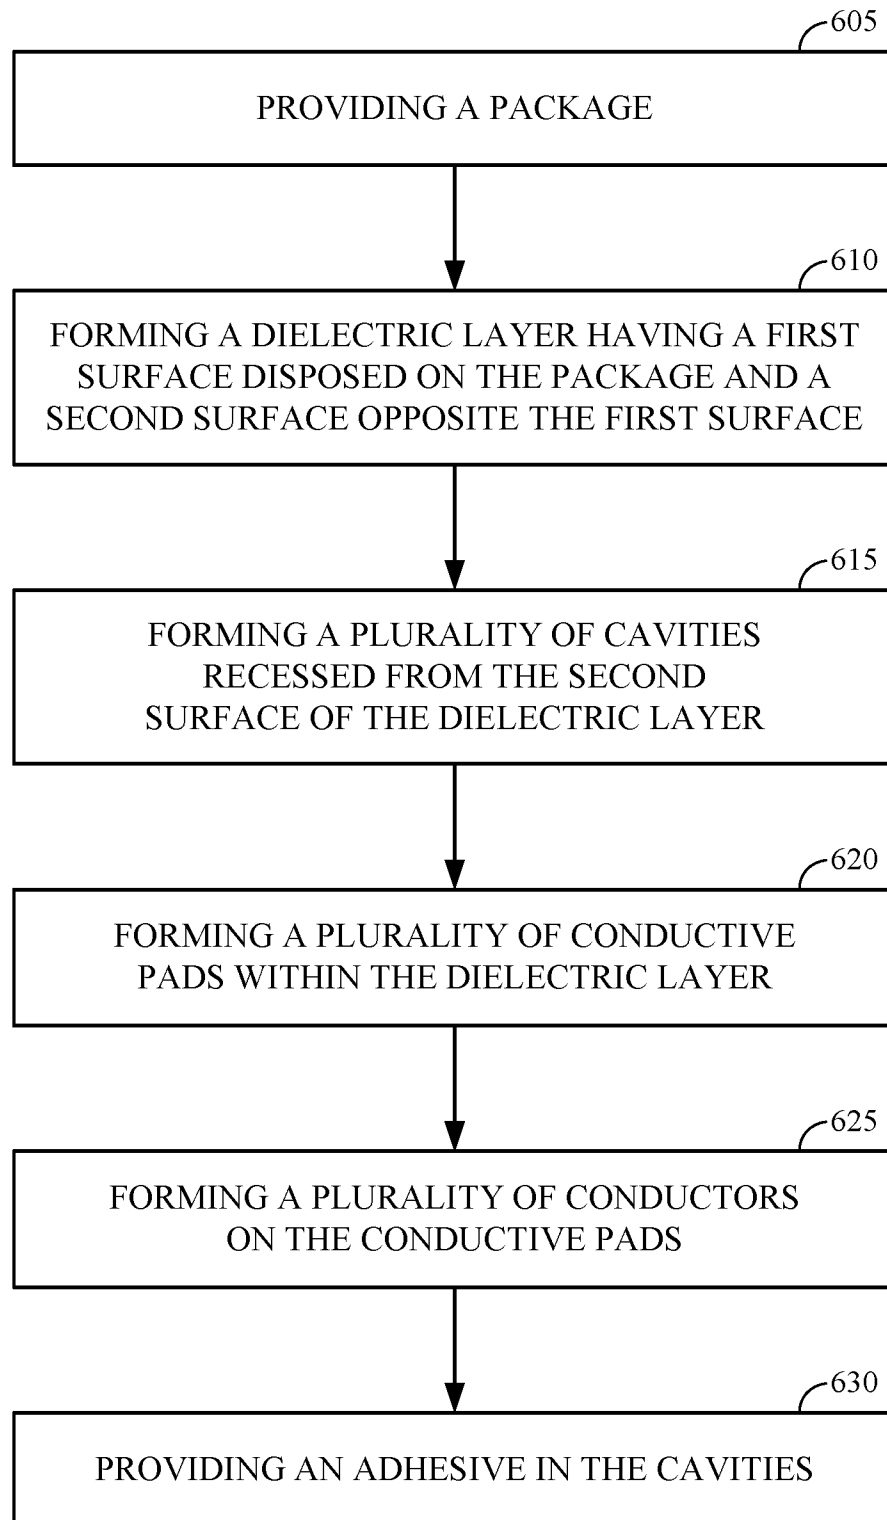 605
PROVIDING A PACKAGE
610
FORMING A DIELECTRIC LAYER HAVING A FIRST
SURFACE DISPOSED ON THE PACKAGE AND A
SECOND SURFACE OPPOSITE THE FIRST SURFACE
615
FORMING A PLURALITY OF CAVITIES
RECESSED FROM THE SECOND
SURFACE OF THE DIELECTRIC LAYER
620
FORMING A PLURALITY OF CONDUCTIVE
PADS WITHIN THE DIELECTRIC LAYER
625
FORMING A PLURALITY OF CONDUCTORS
ON THE CONDUCTIVE PADS
630
PROVIDING AN ADHESIVE IN THE CAVITIES